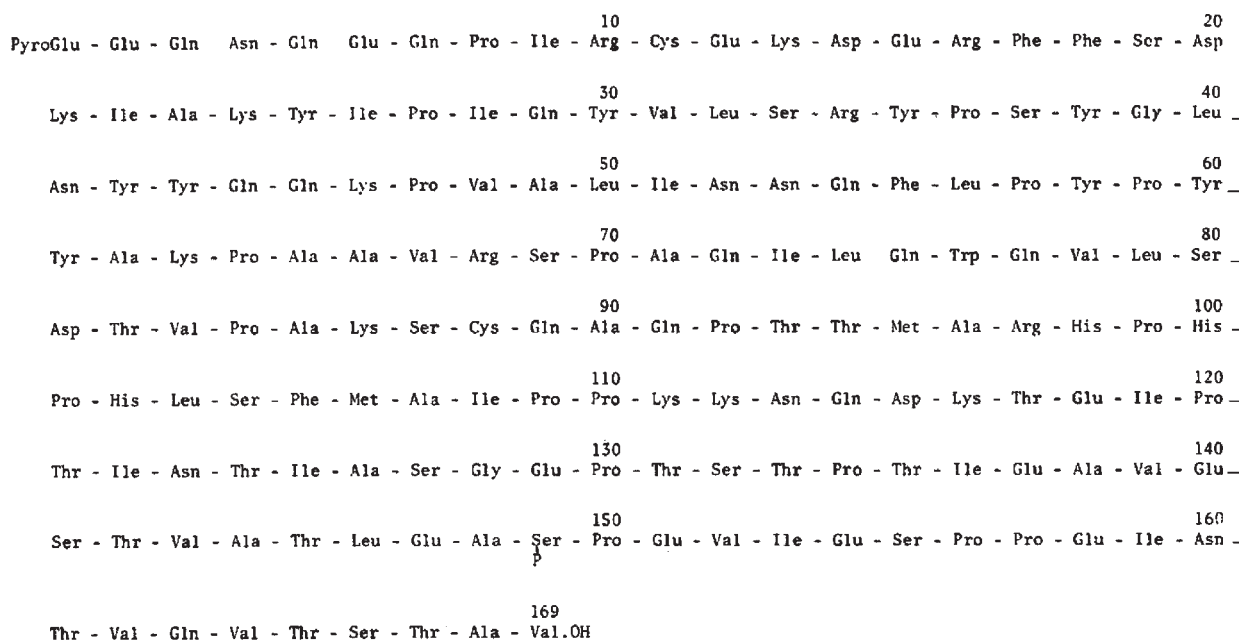 10 20
PyroGlu - Glu - Gln Asn - Gln Glu - Gln - Pro - Ile - Arg - Cys - Glu - Lys - Asp - Glu - Arg - Phe - Phe - Ser - Asp
30 40
Lys - Ile - Ala - Lys - Tyr - Ile - Pro - Ile - Gln - Tyr - Val - Leu - Ser - Arg - Tyr - Pro - Ser - Tyr - Gly - Leu _
50 60
Asn - Tyr - Tyr - Gln - Gln - Lys - Pro - Val - Ala - Leu - Ile - Asn - Asn - Gln - Phe - Leu - Pro - Tyr - Pro - Tyr _
70 80
Tyr - Ala - Lys - Pro - Ala - Ala - Val - Arg - Ser - Pro - Ala - Gln - Ile - Leu Gln - Trp - Gln - Val - Leu - Ser _
90 100
Asp - Thr - Val - Pro - Ala - Lys - Ser - Cys - Gln - Ala - Gln - Pro - Thr - Thr - Met - Ala - Arg - His - Pro - His _
110 120
Pro - His - Leu - Ser - Phe - Met - Ala - Ile - Pro - Pro - Lys - Lys - Asn - Gln - Asp - Lys - Thr - Glu - Ile - Pro _
130 140
Thr - Ile - Asn - Thr - Ile - Ala - Ser - Gly - Glu - Pro - Thr - Ser - Thr - Pro - Thr - Ile - Glu - Ala - Val - Glu _
150 160
Ser - Thr - Val - Ala - Thr - Leu - Glu - Ala - Ser - Pro - Glu - Val - Ile - Glu - Ser - Pro - Pro - Glu - Ile - Asn _
P
169
Thr - Val - Gln - Val - Thr - Ser - Thr - Ala - Val.OH